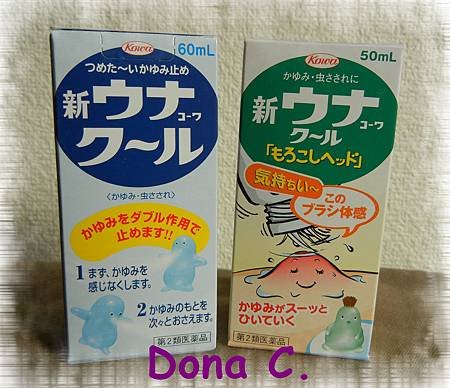 Kowa
60mL
つめた〜いかゆみ止め
新ウナ
コーワ
クール
〈かゆみ・虫さされ〉
かゆみをダブル作用で
止めます!!
1まず、かゆみを
感じなくします。
2かゆみのもとを
次々とおさえます。
第2類医薬品
Kowa
50mL
かゆみ・虫さされに
新ウナ
コーワ
クール
「もろこしヘッド」
気持ちい〜
この
ブラシ体感
かゆみがスーッと
ひいていく
第2類医薬品
Dona C.